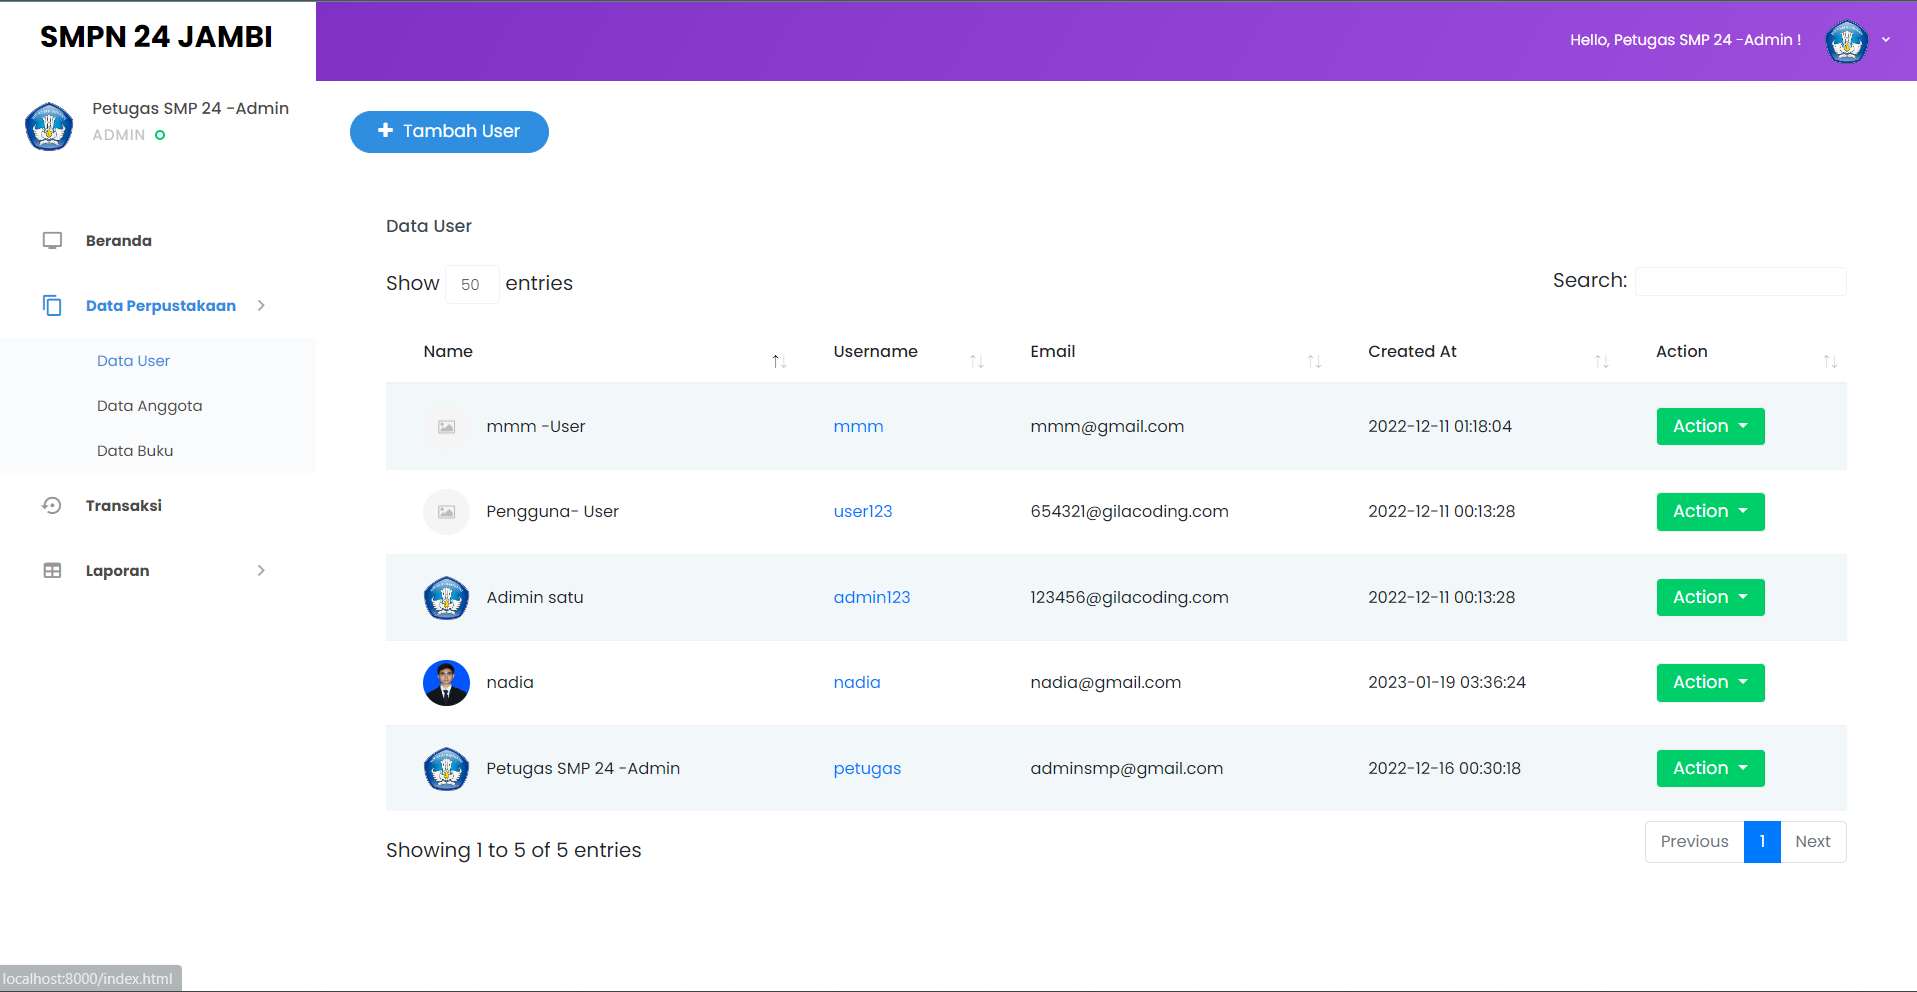 SMPN 24 JAMBI
Hello, Petugas SMP 24 -Admin !
Petugas SMP 24 -Admin
ADMIN
Beranda
Data Perpustakaan
Data User
Data Anggota
Data Buku
Transaksi
Laporan
Tambah User
Data User
Show 50 entries
Search:
Name Username Email Created At Action
mmm -User mmm mmm@gmail.com 2022-12-11 01:18:04 Action
Pengguna- User user123 654321@gilacoding.com 2022-12-11 00:13:28 Action
Adimin satu admin123 123456@gilacoding.com 2022-12-11 00:13:28 Action
nadia nadia nadia@gmail.com 2023-01-19 03:36:24 Action
Petugas SMP 24 -Admin petugas adminsmp@gmail.com 2022-12-16 00:30:18 Action
Showing 1 to 5 of 5 entries
Previous 1 Next
localhost:8000/index.html